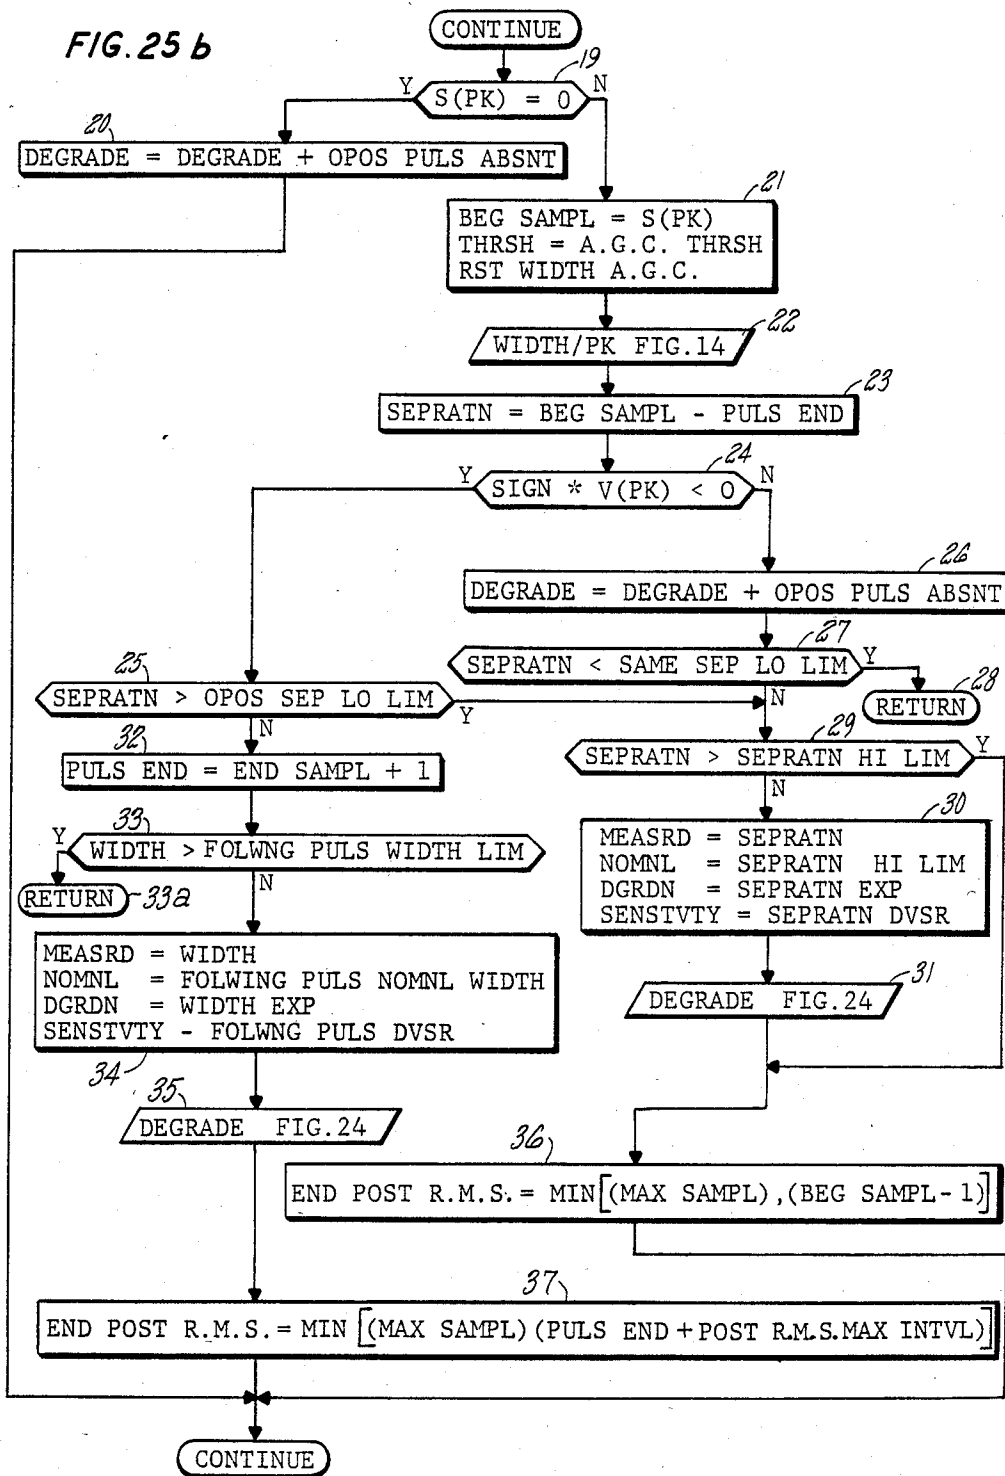 FIG. 25 b
CONTINUE
19
Y
S(PK) = 0
N
20
DEGRADE = DEGRADE + OPOS PULS ABSNT
21
BEG SAMPL = S(PK)
THRSH = A.G.C. THRSH
RST WIDTH A.G.C.
22
WIDTH/PK FIG.14
23
SEPRATN = BEG SAMPL - PULS END
24
Y
SIGN * V(PK) < 0
N
26
DEGRADE = DEGRADE + OPOS PULS ABSNT
27
SEPRATN < SAME SEP LO LIM
Y
N
28
RETURN
25
SEPRATN > OPOS SEP LO LIM
Y
N
29
SEPRATN > SEPRATN HI LIM
Y
N
32
PULS END = END SAMPL + 1
33
Y
WIDTH > FOLWNG PULS WIDTH LIM
N
RETURN
33a
30
MEASRD = SEPRATN
NOMNL = SEPRATN HI LIM
DGRDN = SEPRATN EXP
SENSTVTY = SEPRATN DVSR
31
DEGRADE FIG.24
MEASRD = WIDTH
NOMNL = FOLWING PULS NOMNL WIDTH
DGRDN = WIDTH EXP
SENSTVTY - FOLWNG PULS DVSR
34
35
DEGRADE FIG.24
36
END POST R.M.S. = MIN[(MAX SAMPL),(BEG SAMPL-1)]
37
END POST R.M.S. = MIN [(MAX SAMPL)(PULS END+POST R.M.S.MAX INTVL)]
CONTINUE